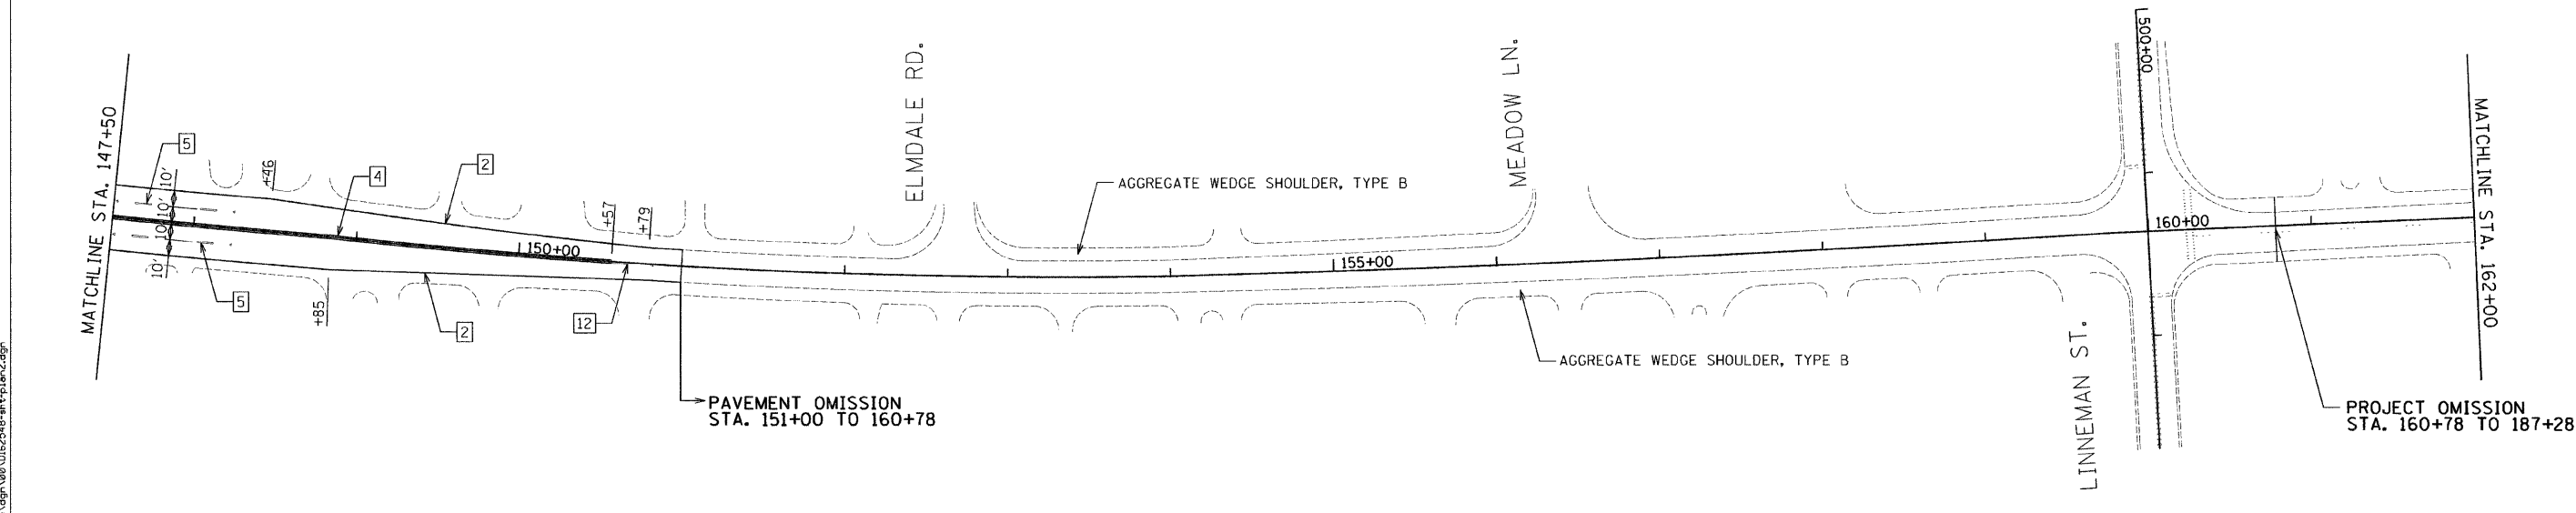 MATCHLINE STA. 147+50
5
10'
10'
10'
10'
+46
4
2
5
+85
2
150+00
+57
+79
12
PAVEMENT OMISSION
STA. 151+00 TO 160+78
ELMDALE RD.
AGGREGATE WEDGE SHOULDER, TYPE B
155+00
MEADOW LN.
AGGREGATE WEDGE SHOULDER, TYPE B
500+00
160+00
LINNEMAN ST.
MATCHLINE STA. 162+00
PROJECT OMISSION
STA. 160+78 TO 187+28